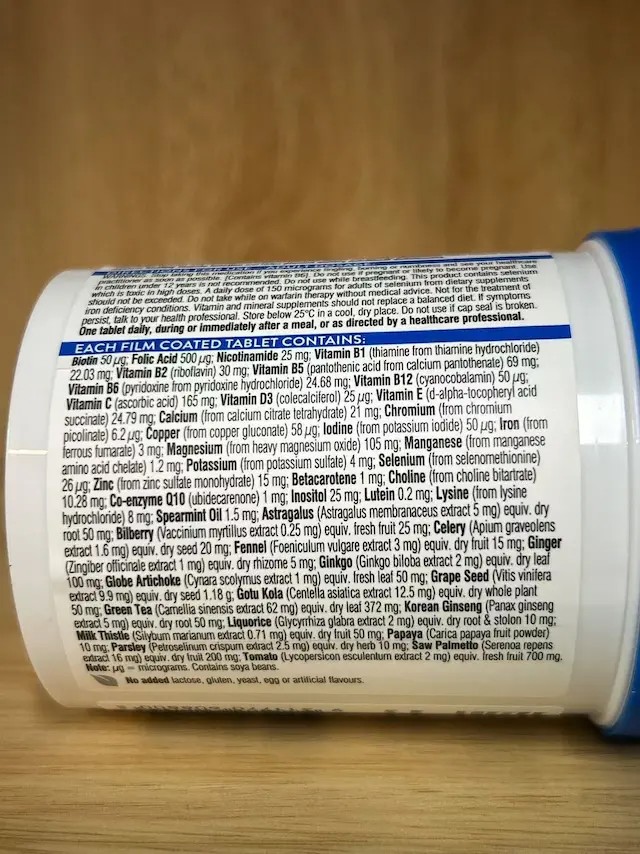 WARNING: Stop taking this medication if you experience tingling, burning or numbness and see your healthcare
practitioner as soon as possible. [Contains vitamin B6]. Do not use if pregnant or likely to become pregnant. Use
in children under 12 years is not recommended. Do not use while breastfeeding. This product contains selenium
which is toxic in high doses. A daily dose of 150 micrograms for adults of selenium from dietary supplements
should not be exceeded. Do not take while on warfarin therapy without medical advice. Not for the treatment of
iron deficiency conditions. Vitamin and mineral supplements should not replace a balanced diet. If symptoms
persist, talk to your health professional. Store below 25°C in a cool, dry place. Do not use if cap seal is broken.
One tablet daily, during or immediately after a meal, or as directed by a healthcare professional.
EACH FILM COATED TABLET CONTAINS:
Biotin 50 µg; Folic Acid 500 µg; Nicotinamide 25 mg; Vitamin B1 (thiamine from thiamine hydrochloride)
22.03 mg; Vitamin B2 (riboflavin) 30 mg; Vitamin B5 (pantothenic acid from calcium pantothenate) 69 mg;
Vitamin B6 (pyridoxine from pyridoxine hydrochloride) 24.68 mg; Vitamin B12 (cyanocobalamin) 50 µg;
Vitamin C (ascorbic acid) 165 mg; Vitamin D3 (colecalciferol) 25 µg; Vitamin E (d-alpha-tocopheryl acid
succinate) 24.79 mg; Calcium (from calcium citrate tetrahydrate) 21 mg; Chromium (from chromium
picolinate) 6.2 µg; Copper (from copper gluconate) 58 µg; Iodine (from potassium iodide) 50 µg; Iron (from
ferrous fumarate) 3 mg; Magnesium (from heavy magnesium oxide) 105 mg; Manganese (from manganese
amino acid chelate) 1.2 mg; Potassium (from potassium sulfate) 4 mg; Selenium (from selenomethionine)
26 µg; Zinc (from zinc sulfate monohydrate) 15 mg; Betacarotene 1 mg; Choline (from choline bitartrate)
10.28 mg; Co-enzyme Q10 (ubidecarenone) 1 mg; Inositol 25 mg; Lutein 0.2 mg; Lysine (from lysine
hydrochloride) 8 mg; Spearmint Oil 1.5 mg; Astragalus (Astragalus membranaceus extract 5 mg) equiv. dry
root 50 mg; Bilberry (Vaccinium myrtillus extract 0.25 mg) equiv. fresh fruit 25 mg; Celery (Apium graveolens
extract 1.6 mg) equiv. dry seed 20 mg; Fennel (Foeniculum vulgare extract 3 mg) equiv. dry fruit 15 mg; Ginger
(Zingiber officinale extract 1 mg) equiv. dry rhizome 5 mg; Ginkgo (Ginkgo biloba extract 2 mg) equiv. dry leaf
100 mg; Globe Artichoke (Cynara scolymus extract 1 mg) equiv. fresh leaf 50 mg; Grape Seed (Vitis vinifera
extract 9.9 mg) equiv. dry seed 1.18 g; Gotu Kola (Centella asiatica extract 12.5 mg) equiv. dry whole plant
50 mg; Green Tea (Camellia sinensis extract 62 mg) equiv. dry leaf 372 mg; Korean Ginseng (Panax ginseng
extract 5 mg) equiv. dry root 50 mg; Liquorice (Glycyrrhiza glabra extract 2 mg) equiv. dry root & stolon 10 mg;
Milk Thistle (Silybum marianum extract 0.71 mg) equiv. dry fruit 50 mg; Papaya (Carica papaya fruit powder)
10 mg; Parsley (Petroselinum crispum extract 2.5 mg) equiv. dry herb 10 mg; Saw Palmetto (Serenoa repens
extract 16 mg) equiv. dry fruit 200 mg; Tomato (Lycopersicon esculentum extract 2 mg) equiv. fresh fruit 700 mg.
Note: µg = micrograms. Contains soya beans.
No added lactose, gluten, yeast, egg or artificial flavours.